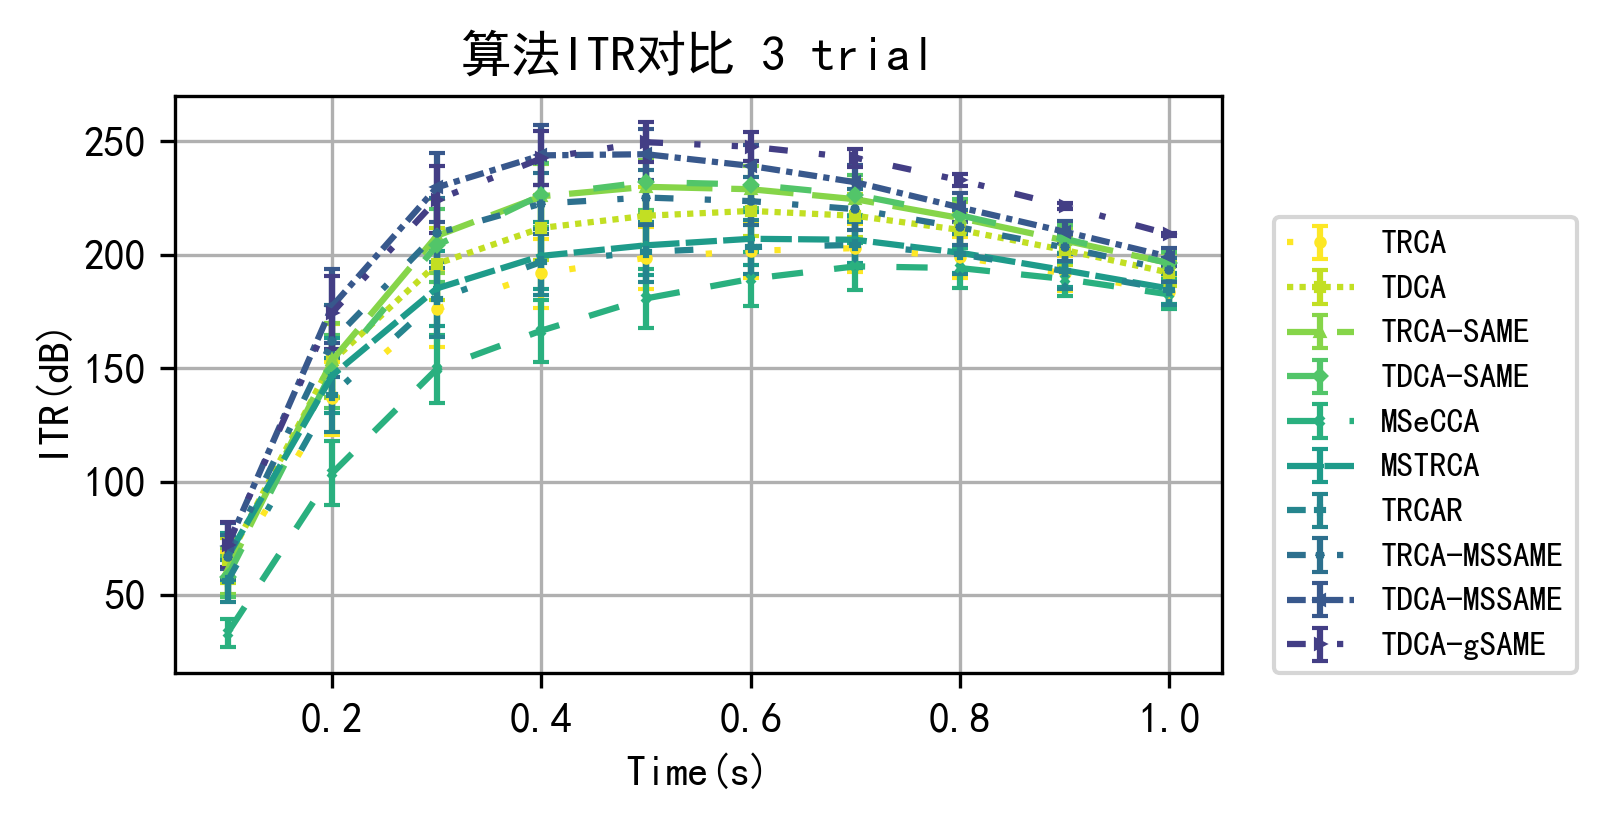 算法ITR对比 3 trial
250
200
150
100
50
ITR(dB)
0.2 0.4 0.6 0.8 1.0
Time(s)
TRCA
TDCA
TRCA-SAME
TDCA-SAME
MSeCCA
MSTRCA
TRCAR
TRCA-MSSAME
TDCA-MSSAME
TDCA-gSAME